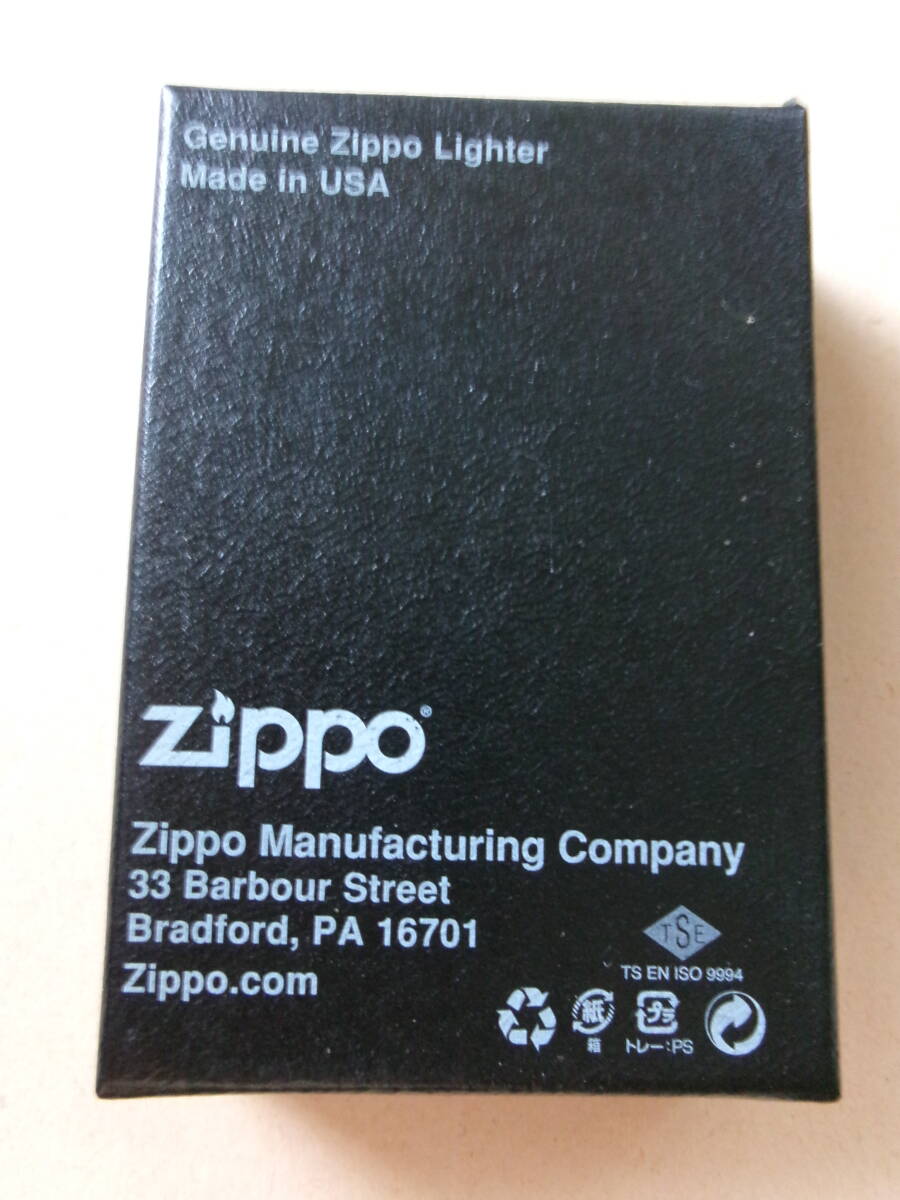 Genuine Zippo Lighter
Made in USA
zippo®
Zippo Manufacturing Company
33 Barbour Street
Bradford, PA 16701
Zippo.com
TSE
TS EN ISO 9994
紙
プラ
箱
トレー:PS